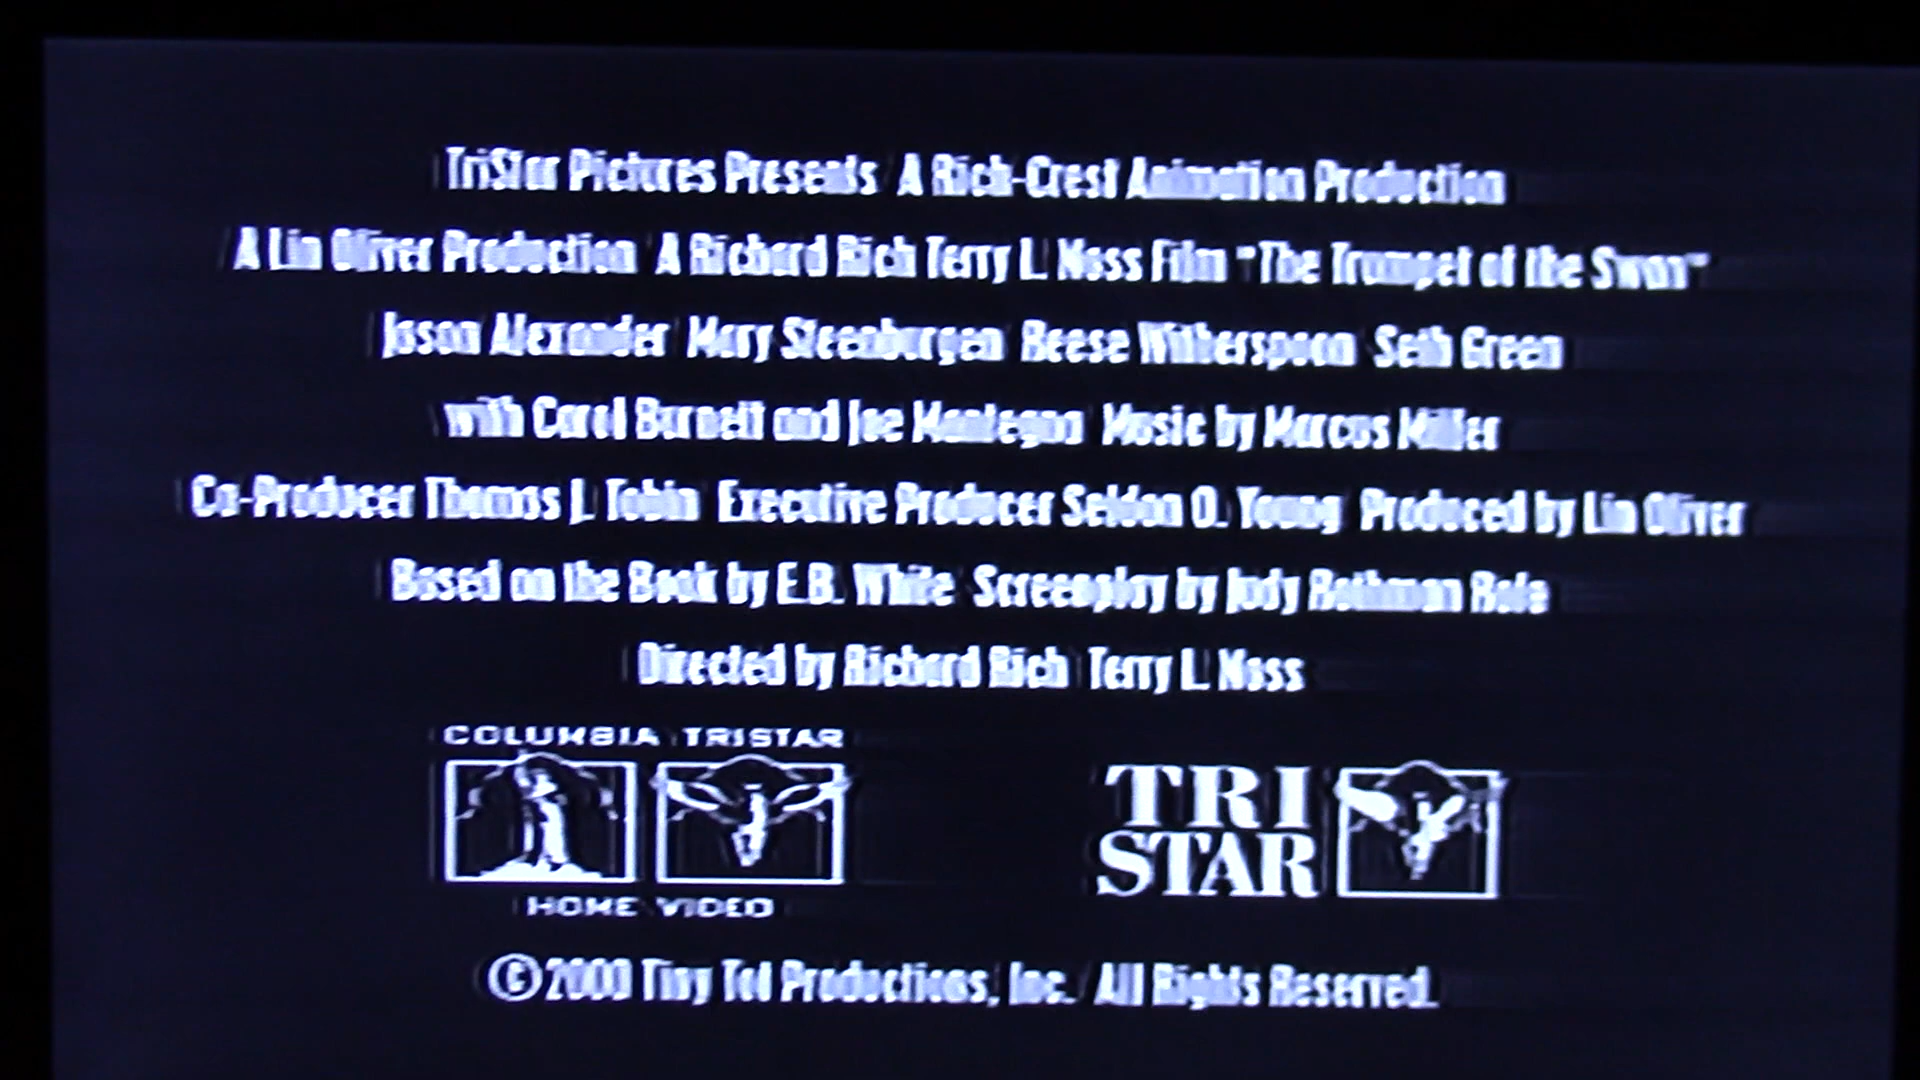 TriStar Pictures Presents A Rich-Crest Animation Production
A Lin Oliver Production A Richard Rich Terry L. Noss Film "The Trumpet of the Swan"
Jason Alexander Mary Steenburgen Reese Witherspoon Seth Green
with Carol Burnett and Joe Mantegna Music by Marcus Miller
Co-Producer Thomas J. Tobin Executive Producer Seldon O. Young Produced by Lin Oliver
Based on the Book by E.B. White Screenplay by Judy Rothman Rofe
Directed by Richard Rich Terry L. Noss
COLUMBIA TRISTAR
HOME VIDEO
TRI
STAR
©2000 Tiny Tot Productions, Inc. All Rights Reserved.